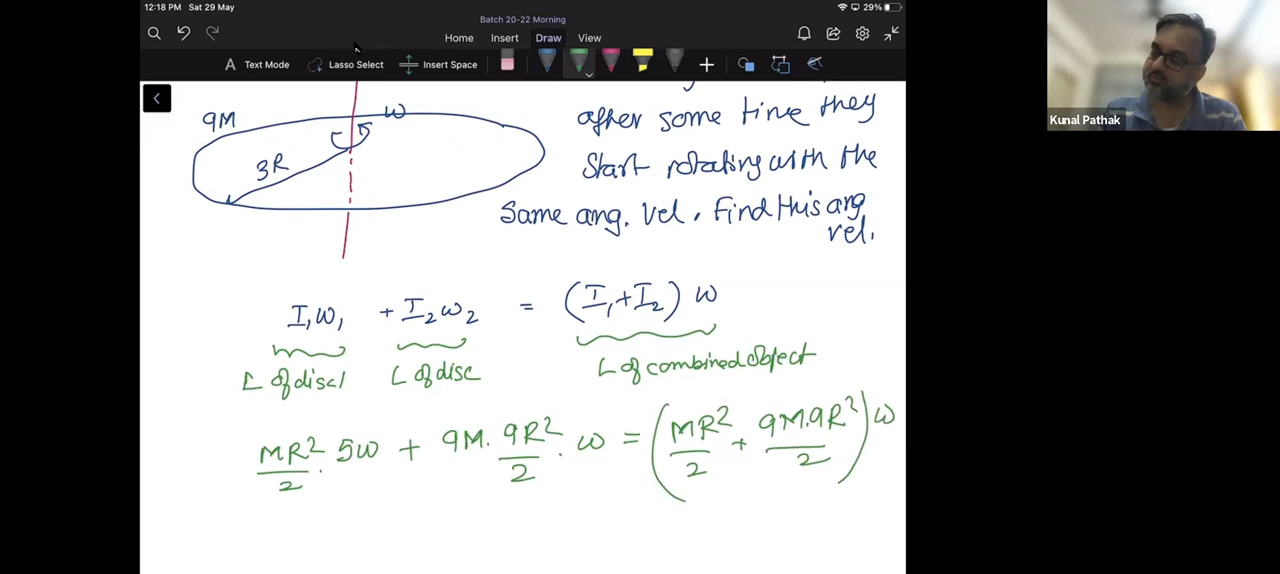 12:18 PM Sat 29 May
29%
Batch 20-22 Morning
Home Insert Draw View
Text Mode Lasso Select Insert Space
Kunal Pathak
9M
ω
3R
after some time they
Start rotating with the
Same ang. vel. Find this ang
vel.
I₁ω₁ + I₂ω₂ = (I₁+I₂) ω
L of disc1 L of disc L of combined object
MR²/2 . 5ω + 9M. 9R²/2 . ω = (MR²/2 + 9M.9R²/2) ω